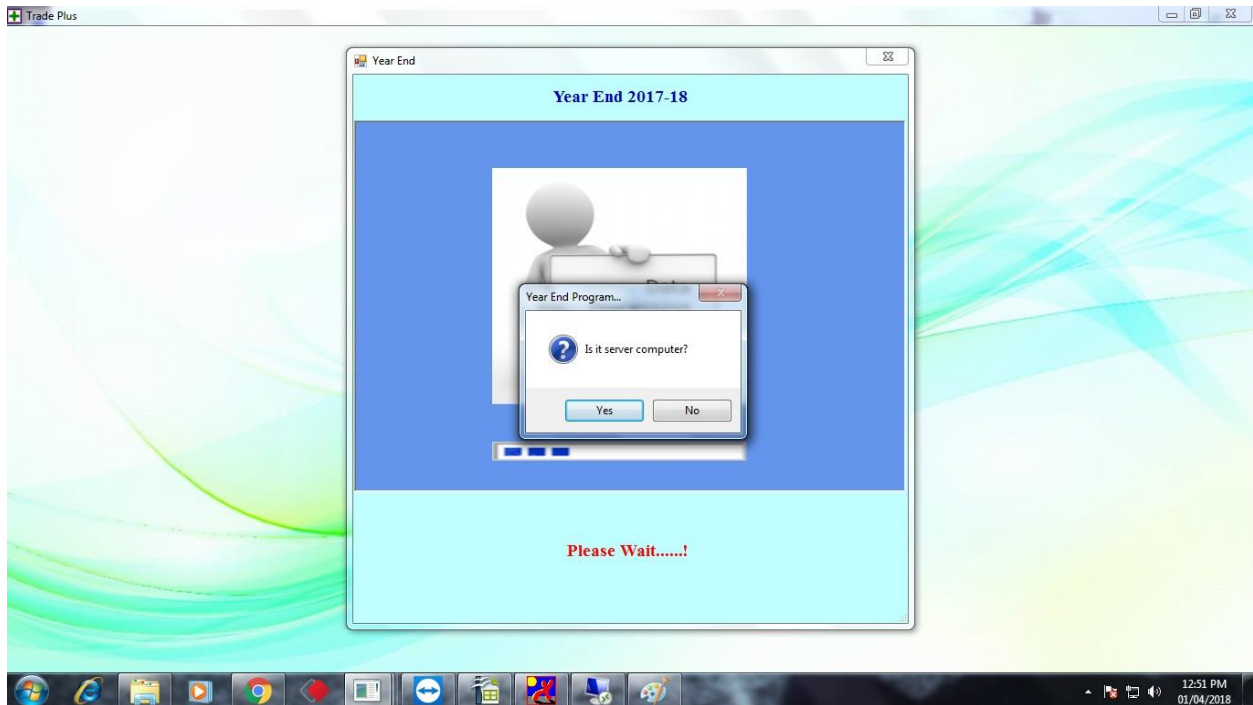 Trade Plus
Year End
Year End 2017-18
Data
Year End Program...
Is it server computer?
Yes
No
Please Wait......!
12:51 PM
01/04/2018